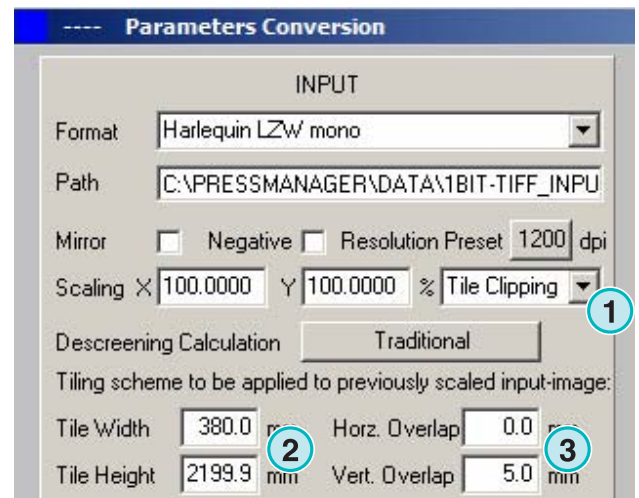 ---- Parameters Conversion
INPUT
Format Harlequin LZW mono
Path C:\PRESSMANAGER\DATA\1BIT-TIFF_INPU
Mirror Negative Resolution Preset 1200 dpi
Scaling X 100.0000 Y 100.0000 % Tile Clipping
1
Descreening Calculation Traditional
Tiling scheme to be applied to previously scaled input-image:
Tile Width 380.0 2 Horz. Overlap 0.0 3
Tile Height 2199.9 mm Vert. Overlap 5.0 mm